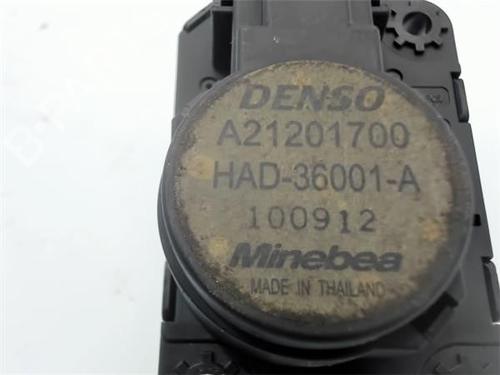 DENSO
A21201700
HAD-36001-A
100912
Minebea
MADE IN THAILAND